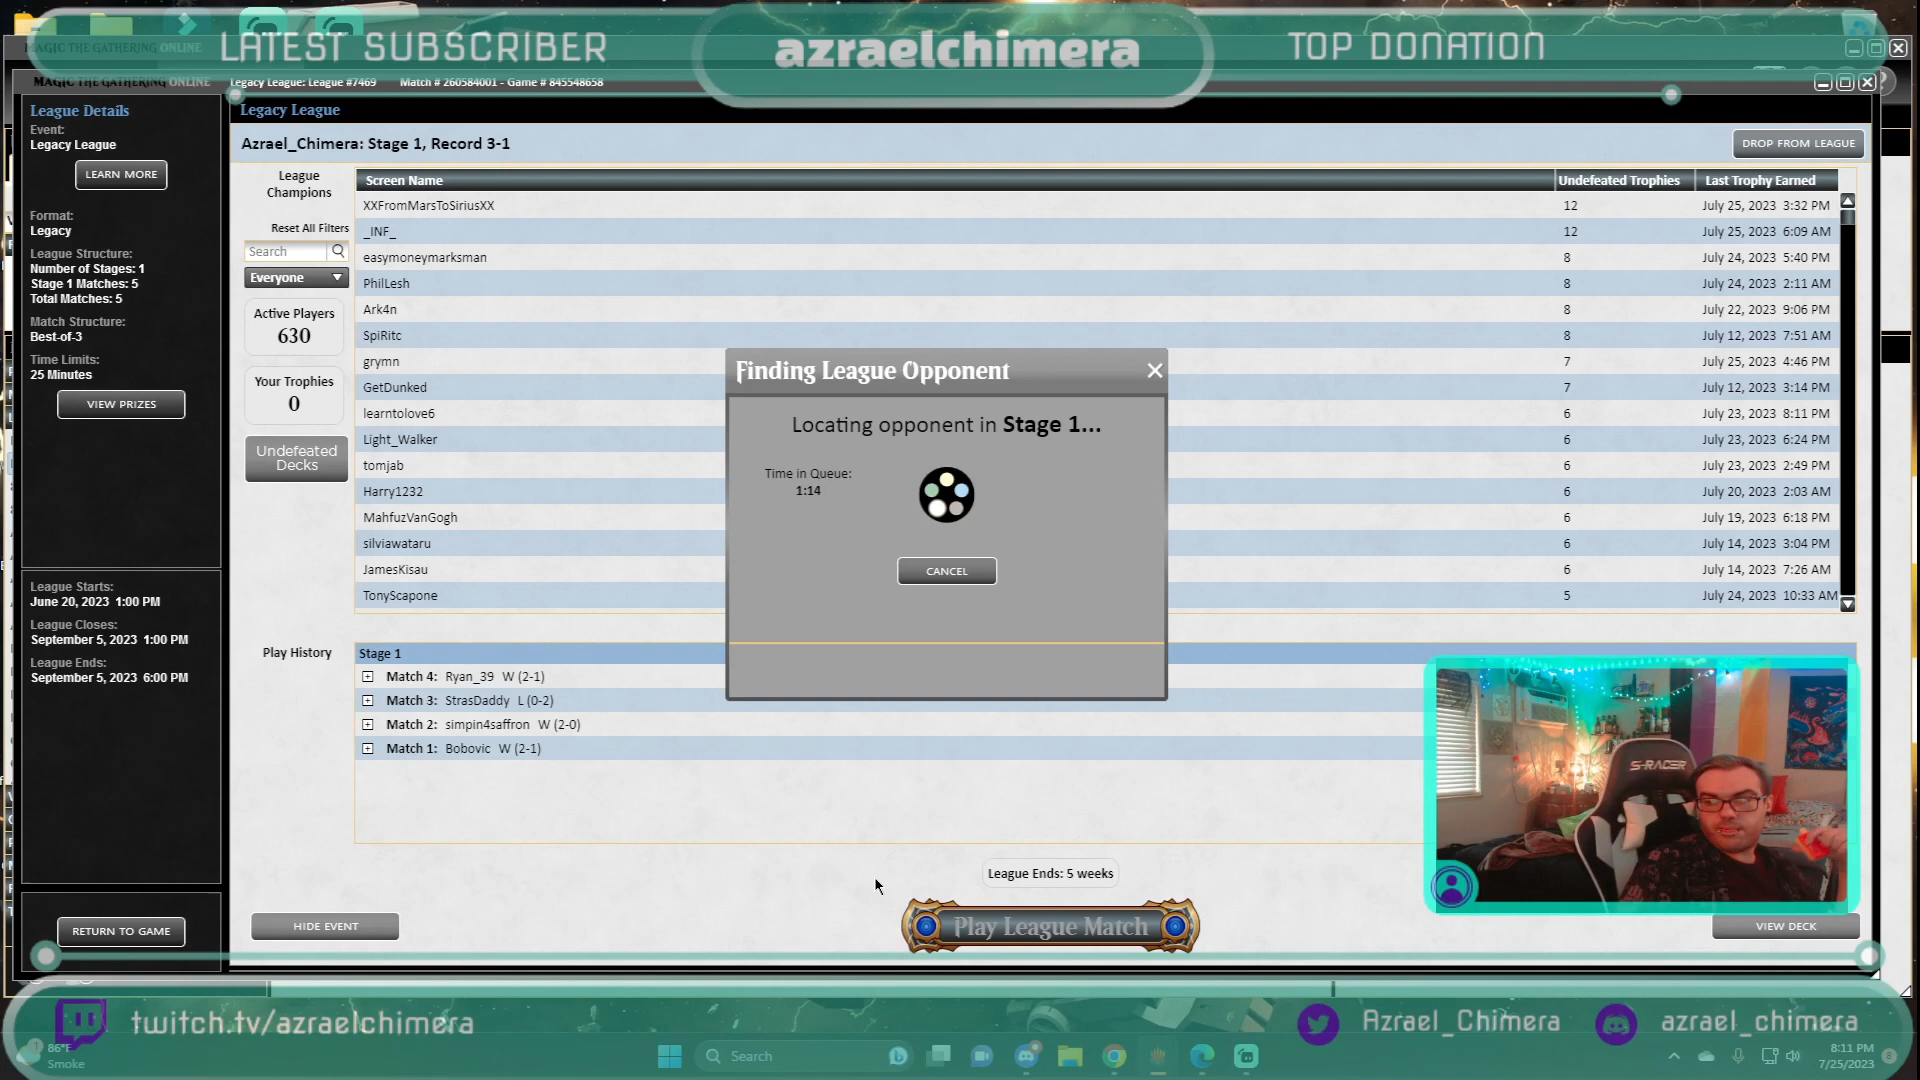 LATEST SUBSCRIBER
azraelchimera
TOP DONATION
MAGIC THE GATHERING ONLINE
MAGIC THE GATHERING ONLINE
Legacy League: League #7469
Match # 260584001 - Game # 845548658
League Details
Event:
Legacy League
LEARN MORE
Format:
Legacy
League Structure:
Number of Stages: 1
Stage 1 Matches: 5
Total Matches: 5
Match Structure:
Best-of-3
Time Limits:
25 Minutes
VIEW PRIZES
League Starts:
June 20, 2023 1:00 PM
League Closes:
September 5, 2023 1:00 PM
League Ends:
September 5, 2023 6:00 PM
RETURN TO GAME
Legacy League
Azrael_Chimera: Stage 1, Record 3-1
DROP FROM LEAGUE
League
Champions
Reset All Filters
Search
Everyone
Active Players
630
Your Trophies
0
Undefeated
Decks
Screen Name Undefeated Trophies Last Trophy Earned
XXFromMarsToSiriusXX 12 July 25, 2023 3:32 PM
_INF_ 12 July 25, 2023 6:09 AM
easymoneymarksman 8 July 24, 2023 5:40 PM
PhilLesh 8 July 24, 2023 2:11 AM
Ark4n 8 July 22, 2023 9:06 PM
SpiRitc 8 July 12, 2023 7:51 AM
grymn 7 July 25, 2023 4:46 PM
GetDunked 7 July 12, 2023 3:14 PM
learntolove6 6 July 23, 2023 8:11 PM
Light_Walker 6 July 23, 2023 6:24 PM
tomjab 6 July 23, 2023 2:49 PM
Harry1232 6 July 20, 2023 2:03 AM
MahfuzVanGogh 6 July 19, 2023 6:18 PM
silviawataru 6 July 14, 2023 3:04 PM
JamesKisau 6 July 14, 2023 7:26 AM
TonyScapone 5 July 24, 2023 10:33 AM
Finding League Opponent
Locating opponent in Stage 1...
Time in Queue:
1:14
CANCEL
Play History
Stage 1
Match 4: Ryan_39 W (2-1)
Match 3: StrasDaddy L (0-2)
Match 2: simpin4saffron W (2-0)
Match 1: Bobovic W (2-1)
S-RACER
League Ends: 5 weeks
HIDE EVENT
Play League Match
VIEW DECK
twitch.tv/azraelchimera
Azrael_Chimera
azrael_chimera
1
86°F
Smoke
Search
8:11 PM
7/25/2023
8